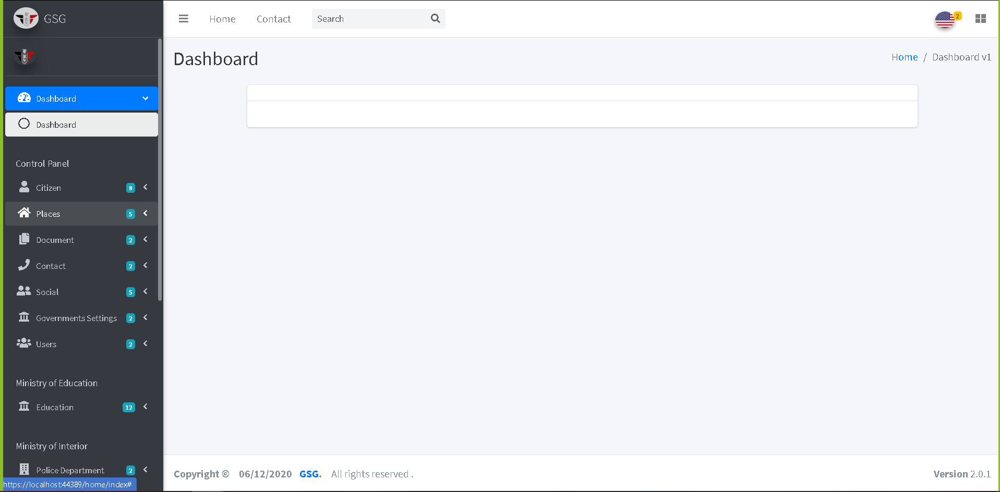 GSG
Home
Contact
Search
2
Dashboard
Home / Dashboard v1
Dashboard
Dashboard
Control Panel
Citizen 8
Places 5
Document 2
Contact 2
Social 5
Governments Settings 2
Users 2
Ministry of Education
Education 12
Ministry of Interior
Police Department 2
https://localhost:44389/home/index#
Copyright © 06/12/2020 GSG. All rights reserved .
Version 2.0.1